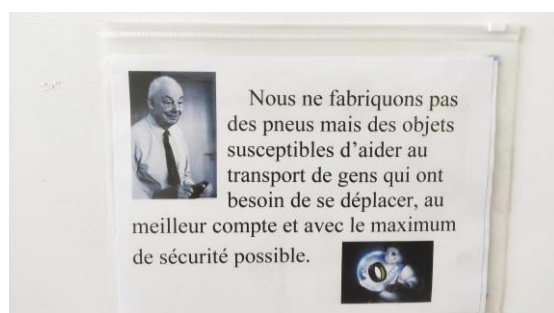 Nous ne fabriquons pas
des pneus mais des objets
susceptibles d'aider au
transport de gens qui ont
besoin de se déplacer, au
meilleur compte et avec le maximum
de sécurité possible.